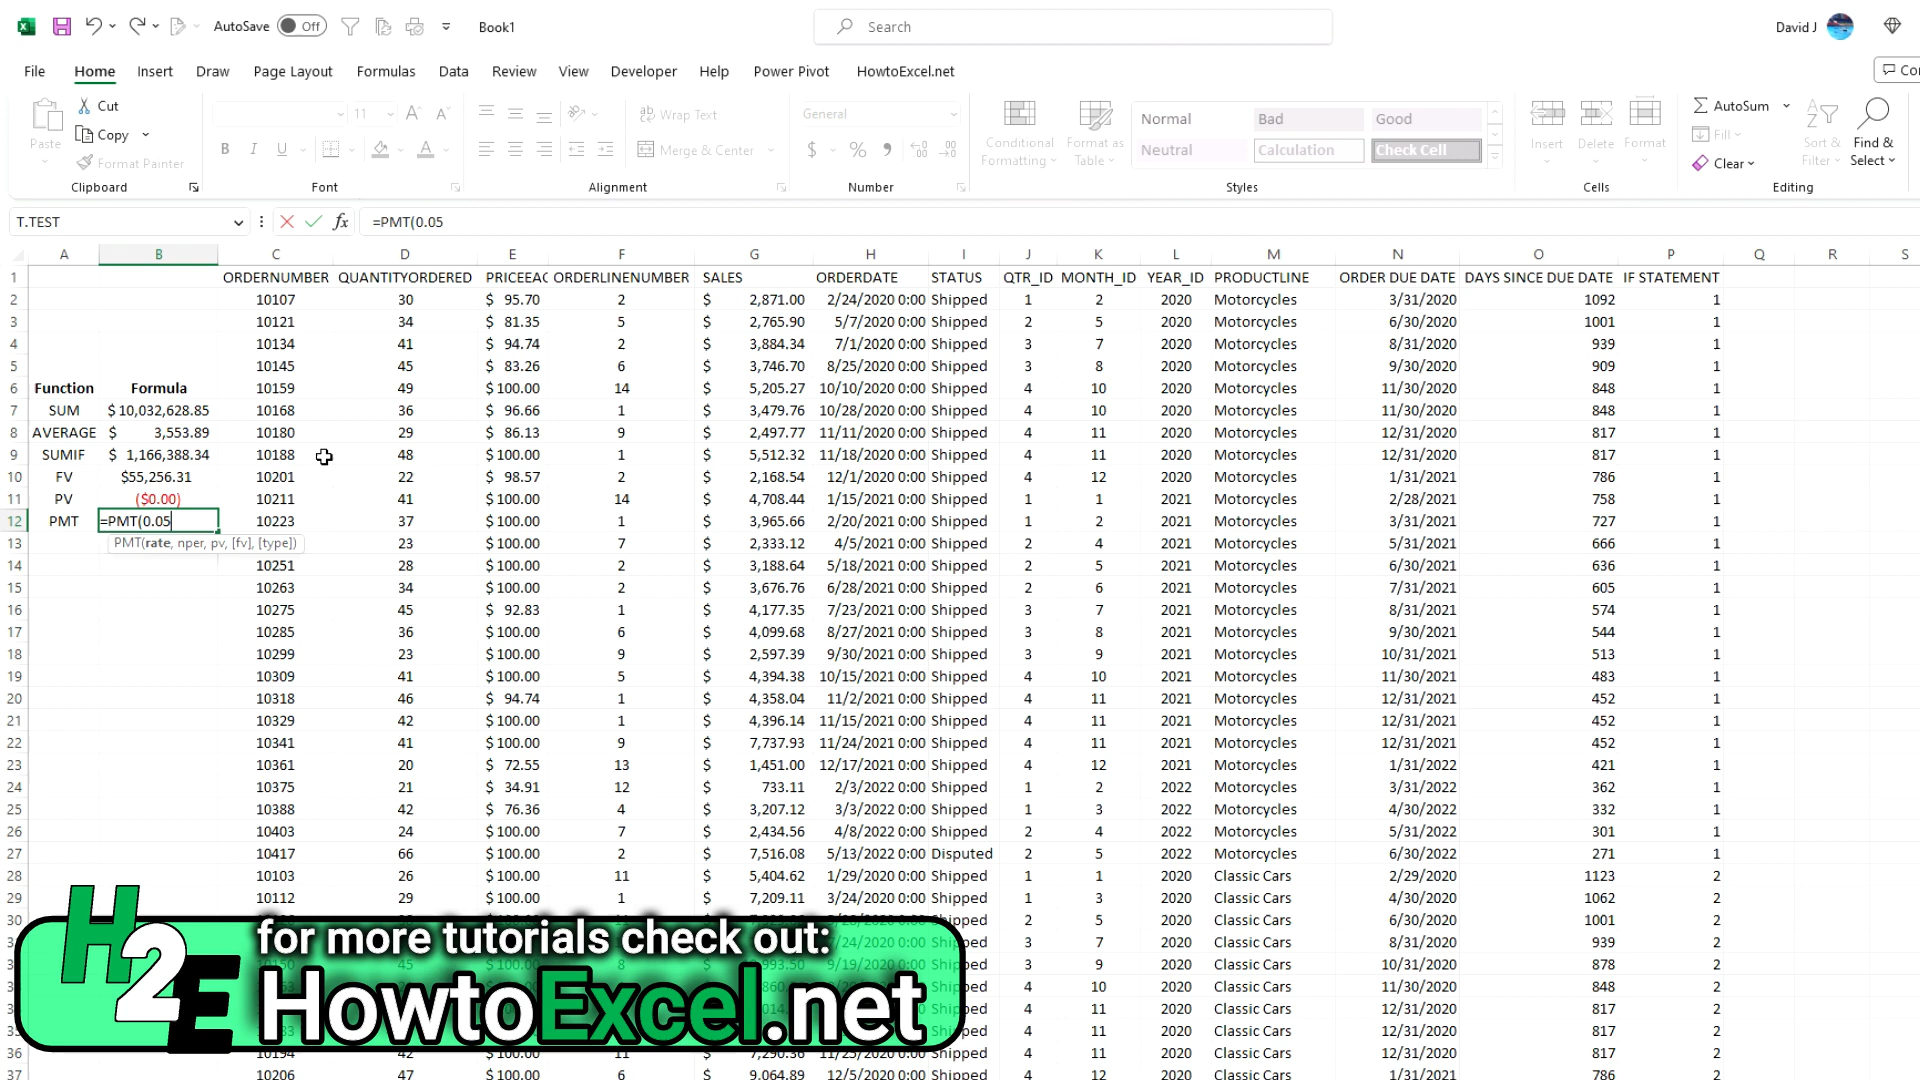 AutoSave Off Book1 Search David J
File Home Insert Draw Page Layout Formulas Data Review View Developer Help Power Pivot HowtoExcel.net
Paste Cut Copy Format Painter 11 Wrap Text Merge & Center General Conditional Formatting Format as Table Normal Bad Good Neutral Calculation Check Cell Insert Delete Format AutoSum Fill Clear Sort & Filter Find & Select
Clipboard Font Alignment Number Styles Cells Editing
T.TEST fx =PMT(0.05
A B C D E F G H I J K L M N O P Q R S
1 ORDERNUMBER QUANTITYORDERED PRICEEAC ORDERLINENUMBER SALES ORDERDATE STATUS QTR_ID MONTH_ID YEAR_ID PRODUCTLINE ORDER DUE DATE DAYS SINCE DUE DATE IF STATEMENT
2 10107 30 $ 95.70 2 $ 2,871.00 2/24/2020 0:00 Shipped 1 2 2020 Motorcycles 3/31/2020 1092 1
3 10121 34 $ 81.35 5 $ 2,765.90 5/7/2020 0:00 Shipped 2 5 2020 Motorcycles 6/30/2020 1001 1
4 10134 41 $ 94.74 2 $ 3,884.34 7/1/2020 0:00 Shipped 3 7 2020 Motorcycles 8/31/2020 939 1
5 10145 45 $ 83.26 6 $ 3,746.70 8/25/2020 0:00 Shipped 3 8 2020 Motorcycles 9/30/2020 909 1
6 Function Formula 10159 49 $ 100.00 14 $ 5,205.27 10/10/2020 0:00 Shipped 4 10 2020 Motorcycles 11/30/2020 848 1
7 SUM $ 10,032,628.85 10168 36 $ 96.66 1 $ 3,479.76 10/28/2020 0:00 Shipped 4 10 2020 Motorcycles 11/30/2020 848 1
8 AVERAGE $ 3,553.89 10180 29 $ 86.13 9 $ 2,497.77 11/11/2020 0:00 Shipped 4 11 2020 Motorcycles 12/31/2020 817 1
9 SUMIF $ 1,166,388.34 10188 48 $ 100.00 1 $ 5,512.32 11/18/2020 0:00 Shipped 4 11 2020 Motorcycles 12/31/2020 817 1
10 FV $55,256.31 10201 22 $ 98.57 2 $ 2,168.54 12/1/2020 0:00 Shipped 4 12 2020 Motorcycles 1/31/2021 786 1
11 PV ($0.00) 10211 41 $ 100.00 14 $ 4,708.44 1/15/2021 0:00 Shipped 1 1 2021 Motorcycles 2/28/2021 758 1
12 PMT =PMT(0.05 10223 37 $ 100.00 1 $ 3,965.66 2/20/2021 0:00 Shipped 1 2 2021 Motorcycles 3/31/2021 727 1
13 PMT(rate, nper, pv, [fv], [type]) 23 $ 100.00 7 $ 2,333.12 4/5/2021 0:00 Shipped 2 4 2021 Motorcycles 5/31/2021 666 1
14 10251 28 $ 100.00 2 $ 3,188.64 5/18/2021 0:00 Shipped 2 5 2021 Motorcycles 6/30/2021 636 1
15 10263 34 $ 100.00 2 $ 3,676.76 6/28/2021 0:00 Shipped 2 6 2021 Motorcycles 7/31/2021 605 1
16 10275 45 $ 92.83 1 $ 4,177.35 7/23/2021 0:00 Shipped 3 7 2021 Motorcycles 8/31/2021 574 1
17 10285 36 $ 100.00 6 $ 4,099.68 8/27/2021 0:00 Shipped 3 8 2021 Motorcycles 9/30/2021 544 1
18 10299 23 $ 100.00 9 $ 2,597.39 9/30/2021 0:00 Shipped 3 9 2021 Motorcycles 10/31/2021 513 1
19 10309 41 $ 100.00 5 $ 4,394.38 10/15/2021 0:00 Shipped 4 10 2021 Motorcycles 11/30/2021 483 1
20 10318 46 $ 94.74 1 $ 4,358.04 11/2/2021 0:00 Shipped 4 11 2021 Motorcycles 12/31/2021 452 1
21 10329 42 $ 100.00 1 $ 4,396.14 11/15/2021 0:00 Shipped 4 11 2021 Motorcycles 12/31/2021 452 1
22 10341 41 $ 100.00 9 $ 7,737.93 11/24/2021 0:00 Shipped 4 11 2021 Motorcycles 12/31/2021 452 1
23 10361 20 $ 72.55 13 $ 1,451.00 12/17/2021 0:00 Shipped 4 12 2021 Motorcycles 1/31/2022 421 1
24 10375 21 $ 34.91 12 $ 733.11 2/3/2022 0:00 Shipped 1 2 2022 Motorcycles 3/31/2022 362 1
25 10388 42 $ 76.36 4 $ 3,207.12 3/3/2022 0:00 Shipped 1 3 2022 Motorcycles 4/30/2022 332 1
26 10403 24 $ 100.00 7 $ 2,434.56 4/8/2022 0:00 Shipped 2 4 2022 Motorcycles 5/31/2022 301 1
27 10417 66 $ 100.00 2 $ 7,516.08 5/13/2022 0:00 Disputed 2 5 2022 Motorcycles 6/30/2022 271 1
28 10103 26 $ 100.00 11 $ 5,404.62 1/29/2020 0:00 Shipped 1 1 2020 Classic Cars 2/29/2020 1123 2
29 10112 29 $ 100.00 1 $ 7,209.11 3/24/2020 0:00 Shipped 1 3 2020 Classic Cars 4/30/2020 1062 2
30 2 5 2020 Classic Cars 6/30/2020 1001 2
3 7 2020 Classic Cars 8/31/2020 939 2
3 9 2020 Classic Cars 10/31/2020 878 2
4 10 2020 Classic Cars 11/30/2020 848 2
4 11 2020 Classic Cars 12/31/2020 817 2
4 11 2020 Classic Cars 12/31/2020 817 2
36 10194 42 $ 100.00 11 $ 7,290.36 11/25/2020 0:00 Shipped 4 11 2020 Classic Cars 12/31/2020 817 2
37 10206 47 $ 100.00 6 $ 9,064.89 12/5/2020 0:00 Shipped 4 12 2020 Classic Cars 1/31/2021 786 2
H2E
for more tutorials check out:
HowtoExcel.net